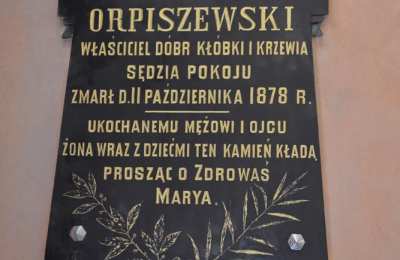 ORPISZEWSKI
WŁAŚCICIEL DÓBR KŁÓBKI I KRZEWIA
SĘDZIA POKOJU
ZMARŁ D. 11 PAŹDZIERNIKA 1878 R.
UKOCHANEMU MĘŻOWI I OJCU
ŻONA WRAZ Z DZIEĆMI TEN KAMIEŃ KŁADĄ
PROSZĄC O ZDROWAŚ
MARYA.